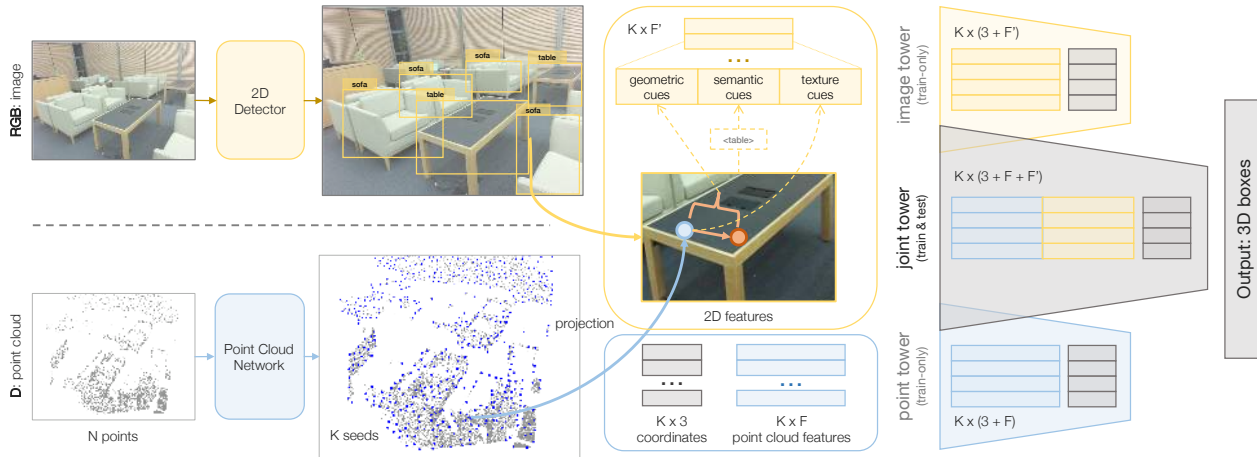 RGB: image
2D
Detector
sofa
table
sofa
sofa
table
sofa
K x F'
...
geometric
cues
semantic
cues
texture
cues
<table>
2D features
D: point cloud
N points
Point Cloud
Network
K seeds
projection
...
K x 3
coordinates
...
K x F
point cloud features
image tower
(train-only)
K x (3 + F')
joint tower
(train & test)
K x (3 + F + F')
point tower
(train-only)
K x (3 + F)
Output: 3D boxes